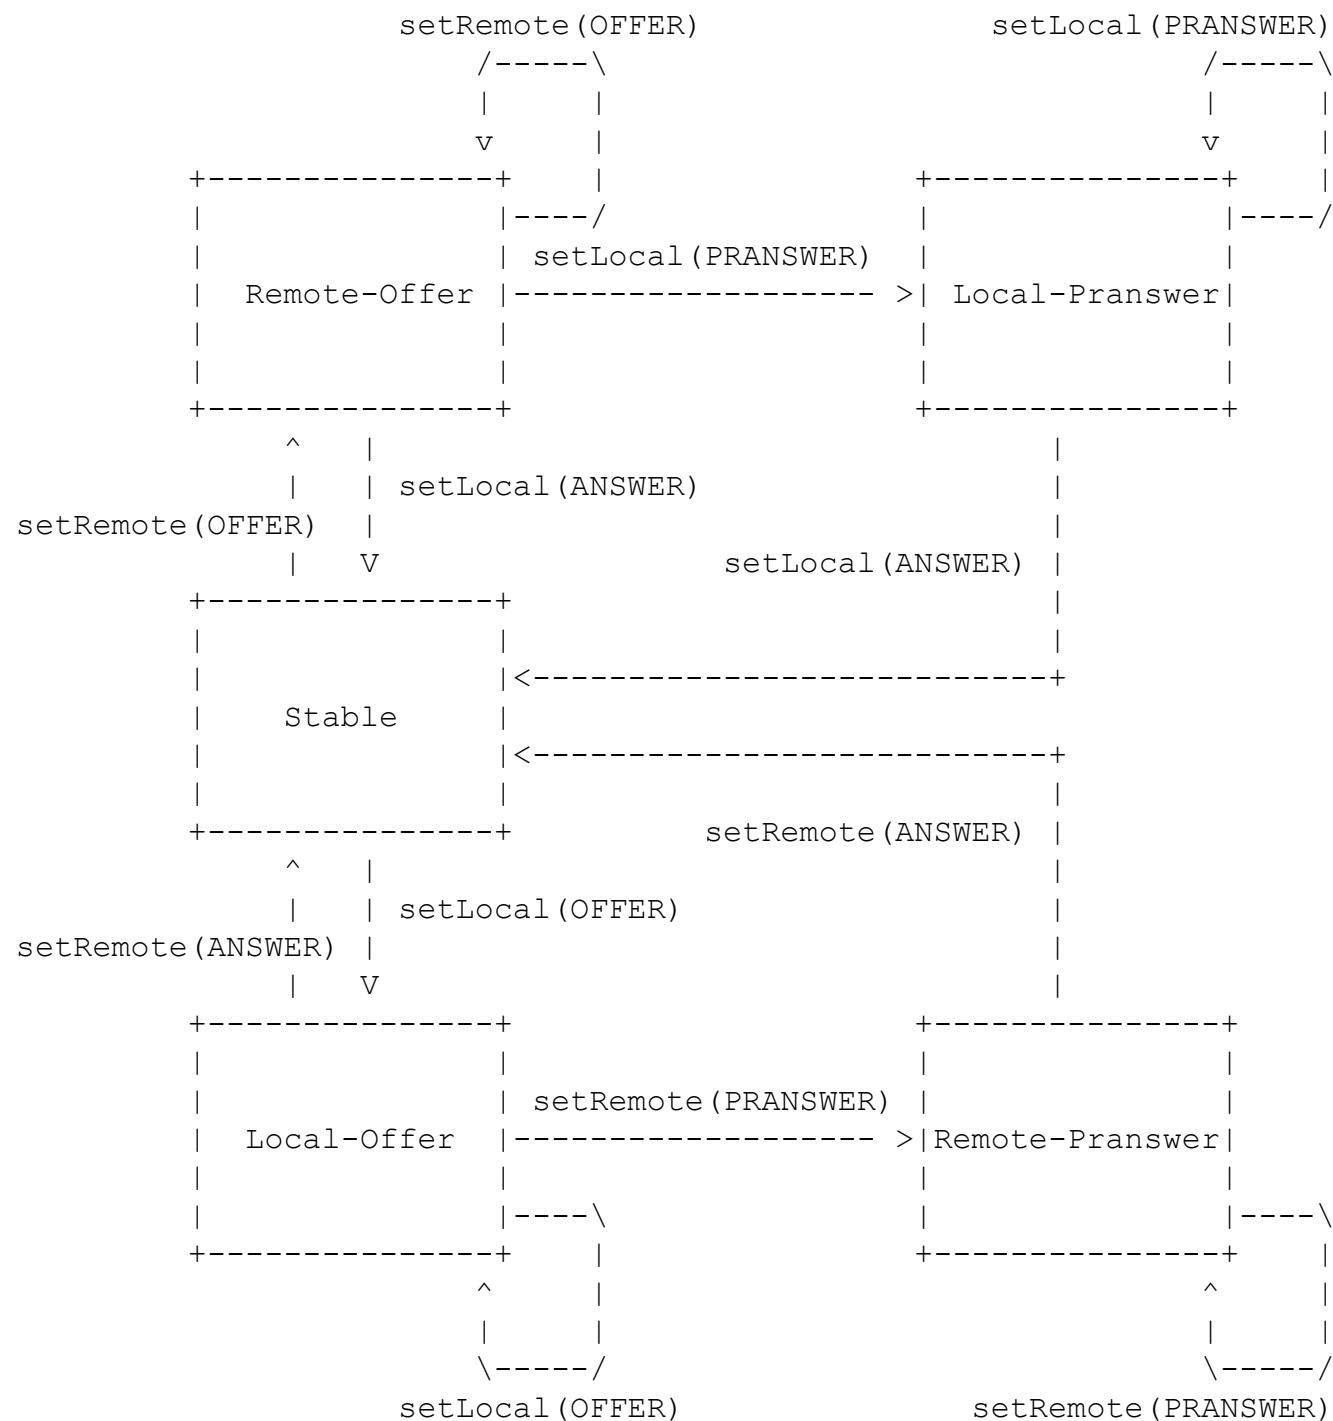 setRemote(OFFER) setLocal(PRANSWER)
/-----\ /-----\
| | | |
v | v |
+---------------+ | +---------------+ |
| |----/ | |----/
| | setLocal(PRANSWER) | |
| Remote-Offer |------------------- >| Local-Pranswer|
| | | |
| | | |
+---------------+ +---------------+
^ | |
| | setLocal(ANSWER) |
setRemote(OFFER) | |
| V setLocal(ANSWER) |
+---------------+ |
| | |
| |<---------------------------+
| Stable |
| |<---------------------------+
| | |
+---------------+ setRemote(ANSWER) |
^ | |
| | setLocal(OFFER) |
setRemote(ANSWER) | |
| V |
+---------------+ +---------------+
| | | |
| | setRemote(PRANSWER) | |
| Local-Offer |------------------- >|Remote-Pranswer|
| | | |
| |----\ | |----\
+---------------+ | +---------------+ |
^ | ^ |
| | | |
\-----/ \-----/
setLocal(OFFER) setRemote(PRANSWER)